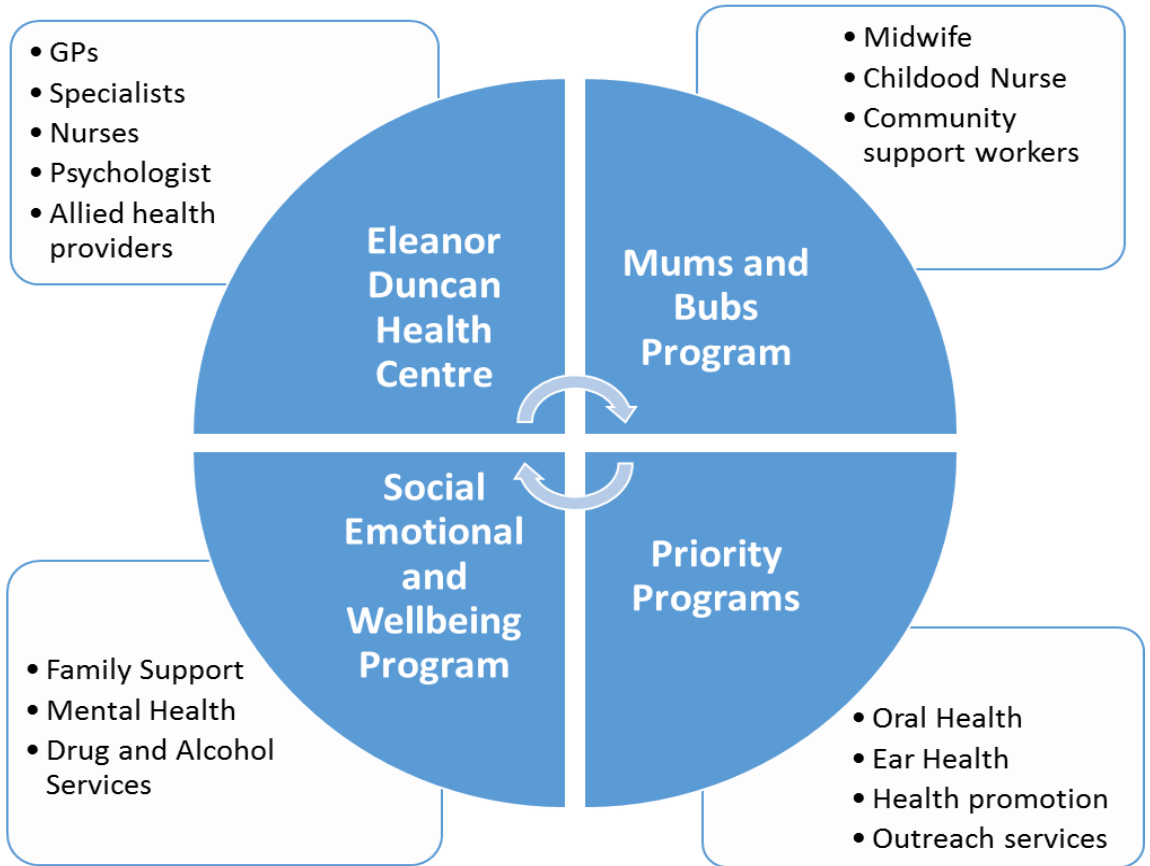 • GPs
• Specialists
• Nurses
• Psychologist
• Allied health
providers
Eleanor
Duncan
Health
Centre
• Midwife
• Childood Nurse
• Community
support workers
Mums and
Bubs
Program
Social
Emotional
and
Wellbeing
Program
• Family Support
• Mental Health
• Drug and Alcohol
Services
Priority
Programs
• Oral Health
• Ear Health
• Health promotion
• Outreach services